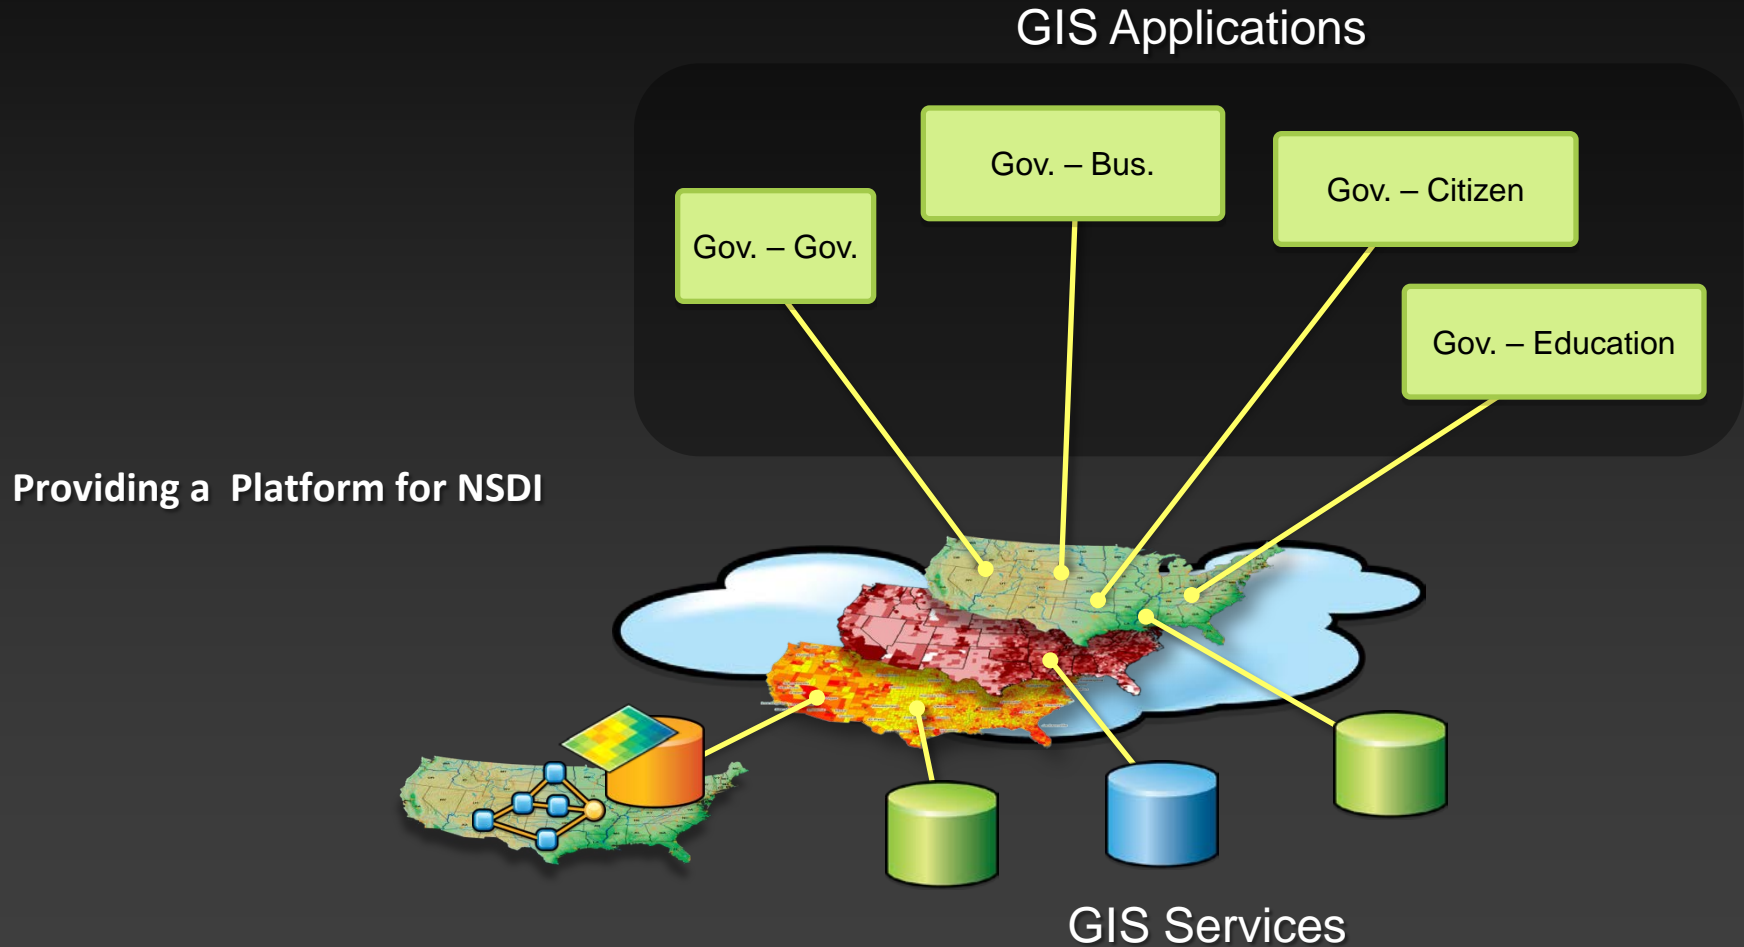 GIS Applications
Gov. – Bus.
Gov. – Citizen
Gov. – Gov.
Gov. – Education
Providing a  Platform for NSDI
GIS Services